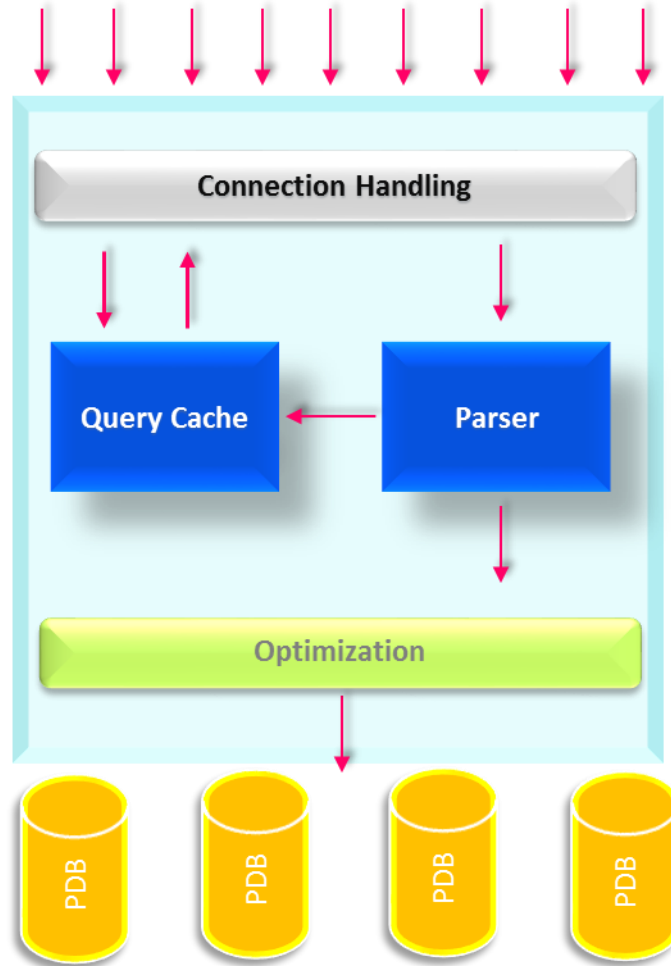 Connection Handling
Query Cache
Parser
Optimization
PDB
PDB
PDB
PDB